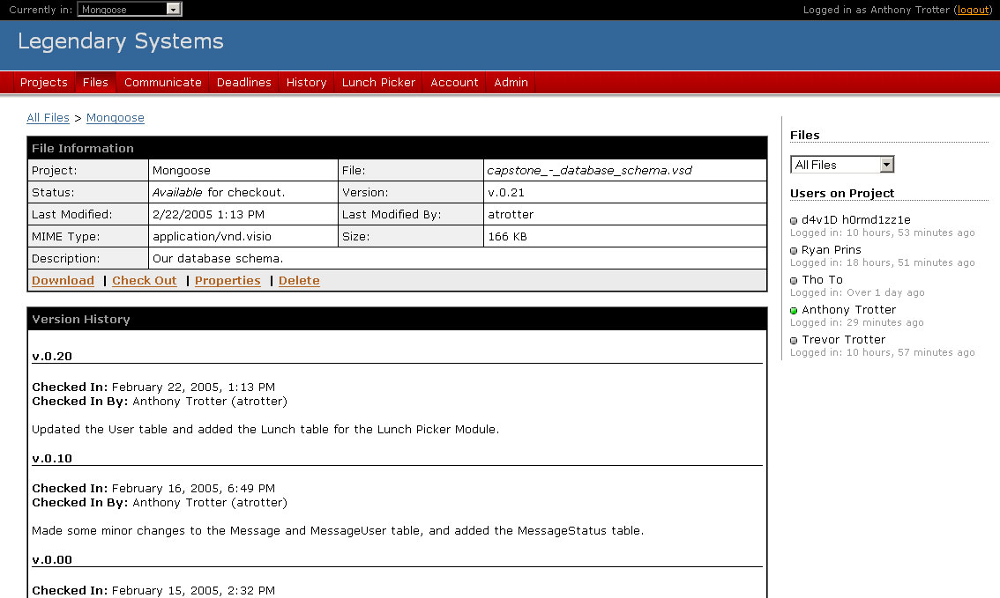 Currently in: Mongoose Logged in as Anthony Trotter (logout)
Legendary Systems
Projects Files Communicate Deadlines History Lunch Picker Account Admin
All Files > Mongoose
File Information
Project: Mongoose File: capstone_-_database_schema.vsd
Status: Available for checkout. Version: v.0.21
Last Modified: 2/22/2005 1:13 PM Last Modified By: atrotter
MIME Type: application/vnd.visio Size: 166 KB
Description: Our database schema.
Download | Check Out | Properties | Delete
Version History
v.0.20
Checked In: February 22, 2005, 1:13 PM
Checked In By: Anthony Trotter (atrotter)
Updated the User table and added the Lunch table for the Lunch Picker Module.
v.0.10
Checked In: February 16, 2005, 6:49 PM
Checked In By: Anthony Trotter (atrotter)
Made some minor changes to the Message and MessageUser table, and added the MessageStatus table.
v.0.00
Checked In: February 15, 2005, 2:32 PM
Files
All Files
Users on Project
d4v1D h0rmd1zz1e
Logged in: 10 hours, 53 minutes ago
Ryan Prins
Logged in: 18 hours, 51 minutes ago
Tho To
Logged in: Over 1 day ago
Anthony Trotter
Logged in: 29 minutes ago
Trevor Trotter
Logged in: 10 hours, 57 minutes ago